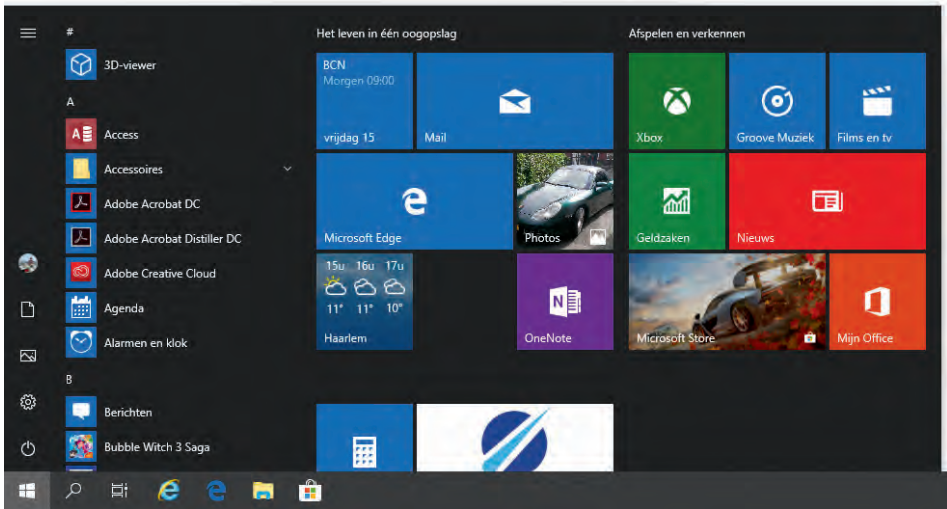 #
3D-viewer
A
Access
Accessoires
Adobe Acrobat DC
Adobe Acrobat Distiller DC
Adobe Creative Cloud
Agenda
Alarmen en klok
B
Berichten
Bubble Witch 3 Saga
Het leven in één oogopslag
BCN
Morgen 09:00
vrijdag 15
Mail
Microsoft Edge
Photos
15u 16u 17u
11° 11° 10°
Haarlem
OneNote
Afspelen en verkennen
Xbox
Groove Muziek
Films en tv
Geldzaken
Nieuws
Microsoft Store
Mijn Office